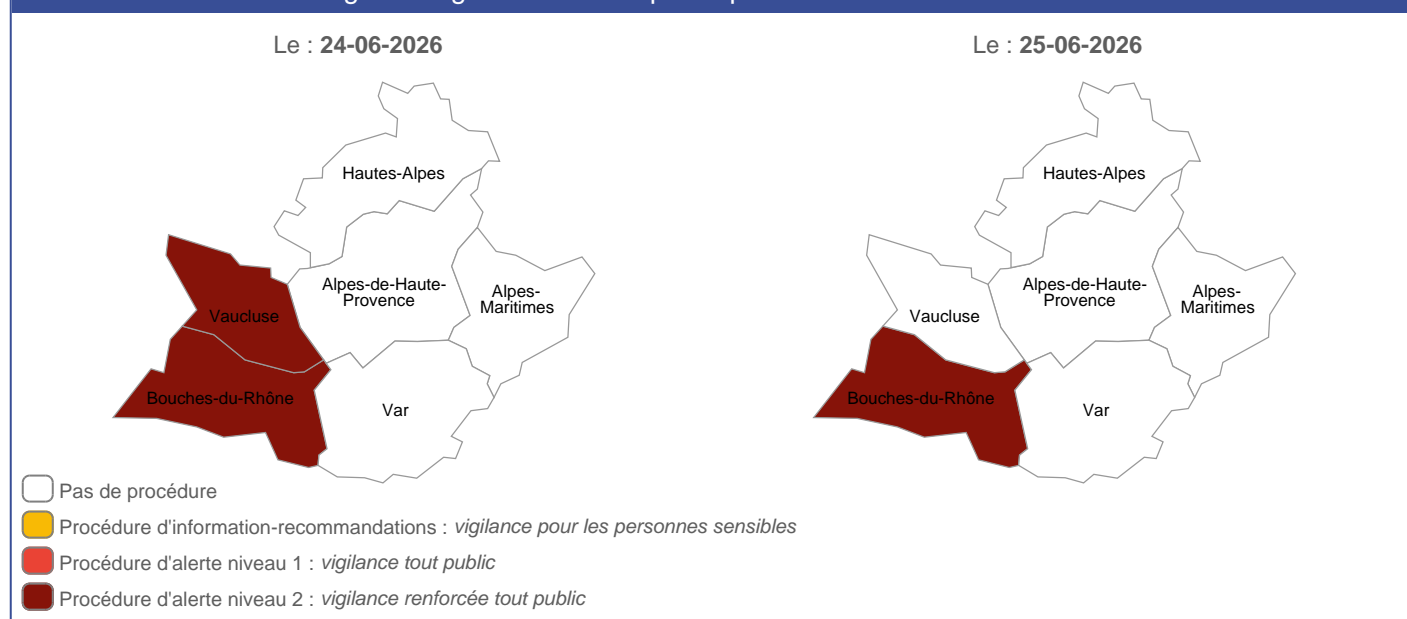 Le : 24-06-2026
Hautes-Alpes
Alpes-de-Haute-
Provence
Alpes-
Maritimes
Vaucluse
Bouches-du-Rhône
Var
Le : 25-06-2026
Hautes-Alpes
Alpes-de-Haute-
Provence
Alpes-
Maritimes
Vaucluse
Bouches-du-Rhône
Var
Pas de procédure
Procédure d'information-recommandations : vigilance pour les personnes sensibles
Procédure d'alerte niveau 1 : vigilance tout public
Procédure d'alerte niveau 2 : vigilance renforcée tout public